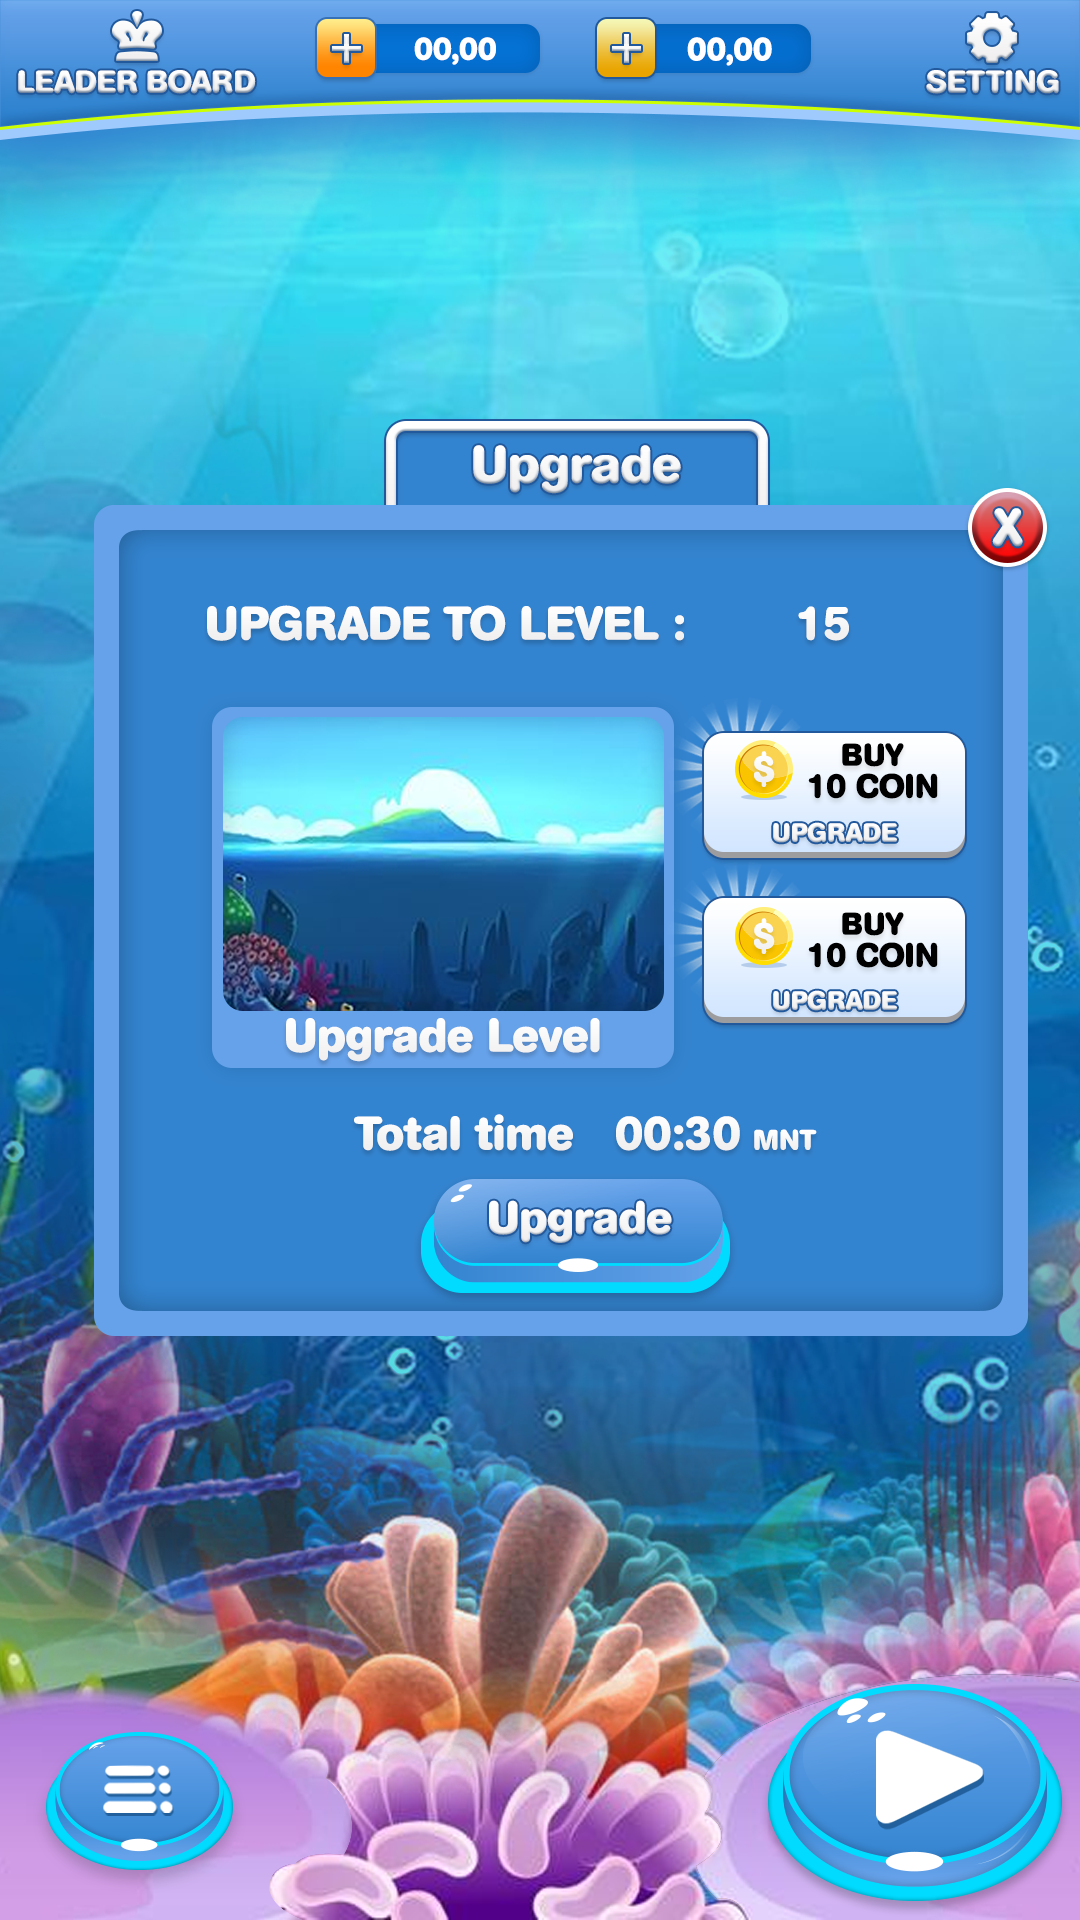 LEADER BOARD
00,00
00,00
SETTING
Upgrade
X
UPGRADE TO LEVEL : 15
$ BUY
10 COIN
UPGRADE
$ BUY
10 COIN
UPGRADE
Upgrade Level
Total time 00:30 MNT
Upgrade